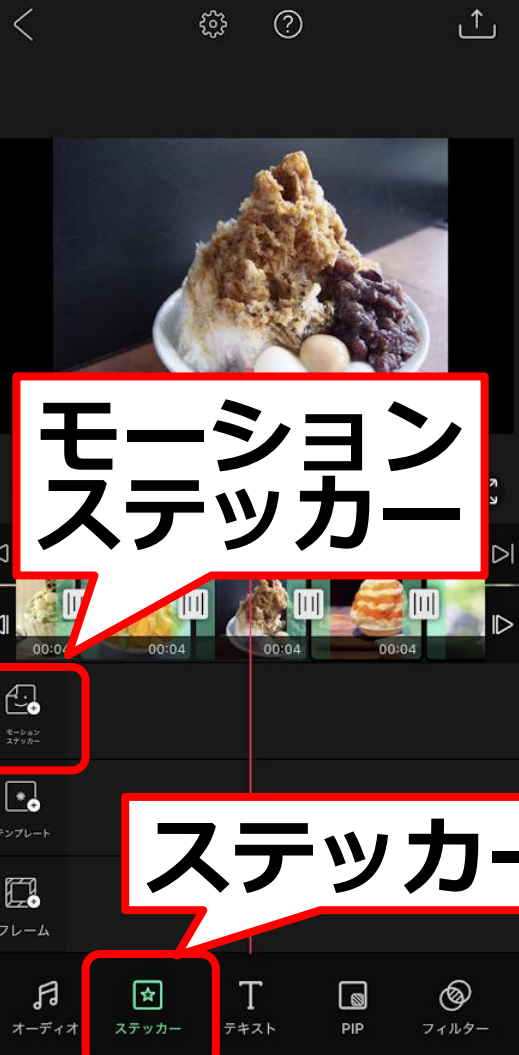 モーション
ステッカー
00:04
00:04
00:04
00:04
モーション
ステッカー
テンプレート
ステッカー
フレーム
オーディオ
ステッカー
テキスト
PIP
フィルター